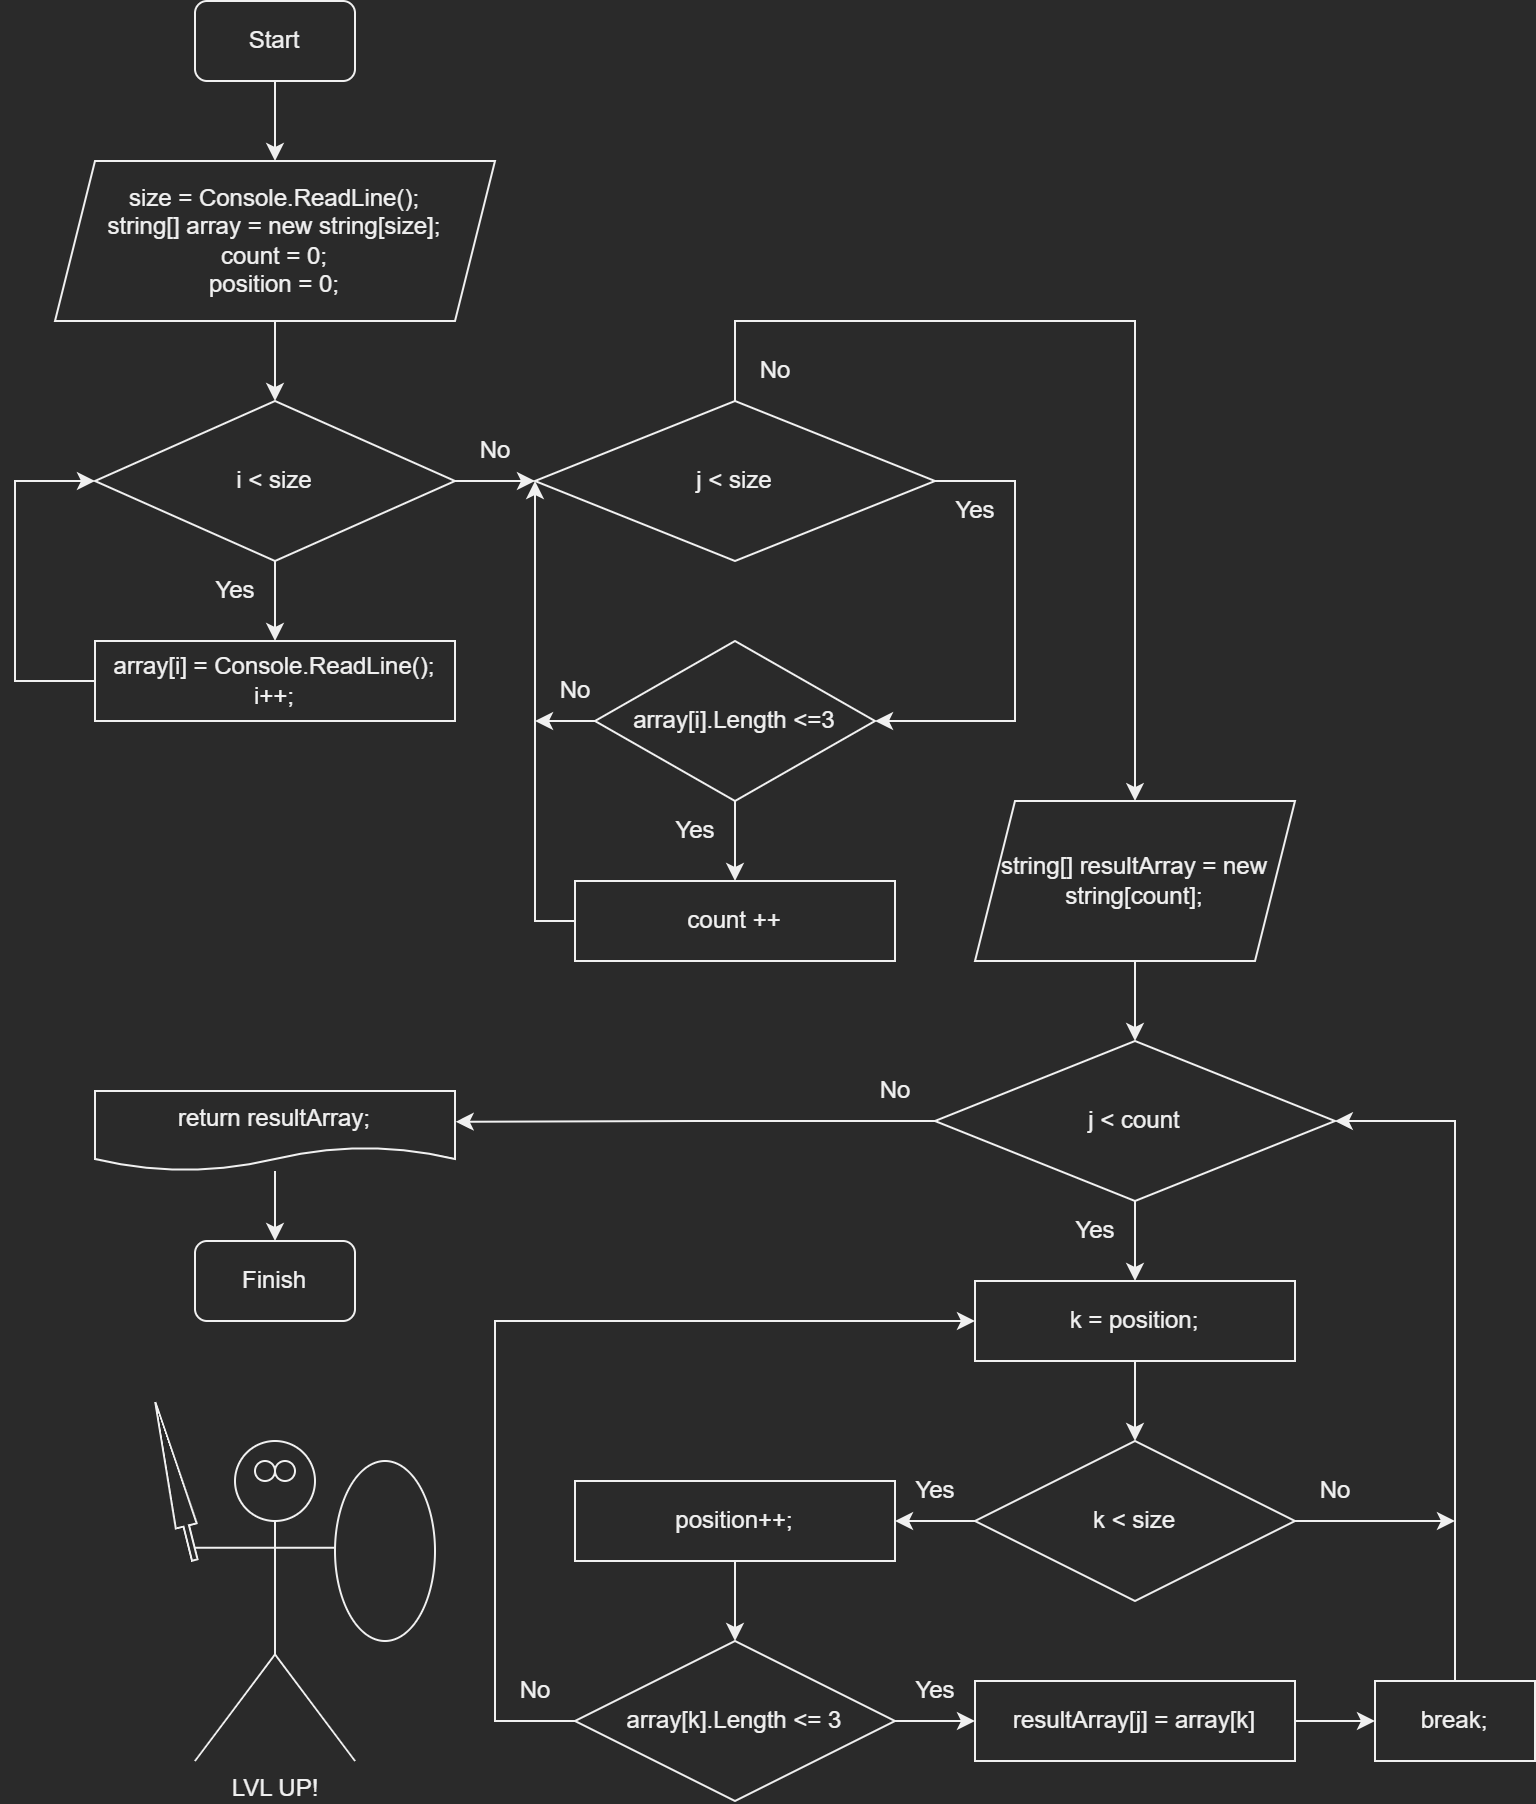 Start
size = Console.ReadLine();
string[] array = new string[size];
count = 0;
position = 0;
No
i < size
No
j < size
Yes
Yes
array[i] = Console.ReadLine();
i++;
No
array[i].Length <=3
Yes
count ++
string[] resultArray = new
string[count];
No
return resultArray;
j < count
Yes
Finish
k = position;
Yes
No
position++;
k < size
No
Yes
array[k].Length <= 3
resultArray[j] = array[k]
break;
LVL UP!